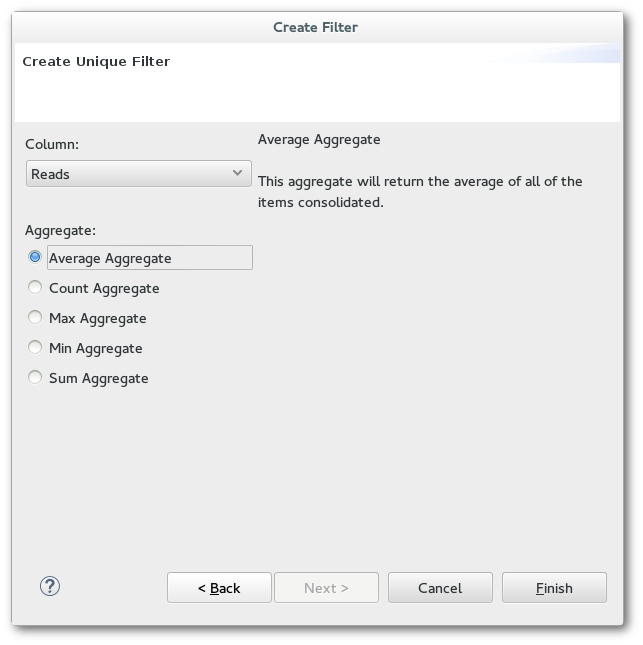 Create Filter
Create Unique Filter
Column:
Reads
Average Aggregate
This aggregate will return the average of all of the
items consolidated.
Aggregate:
Average Aggregate
Count Aggregate
Max Aggregate
Min Aggregate
Sum Aggregate
?
< Back
Next >
Cancel
Finish